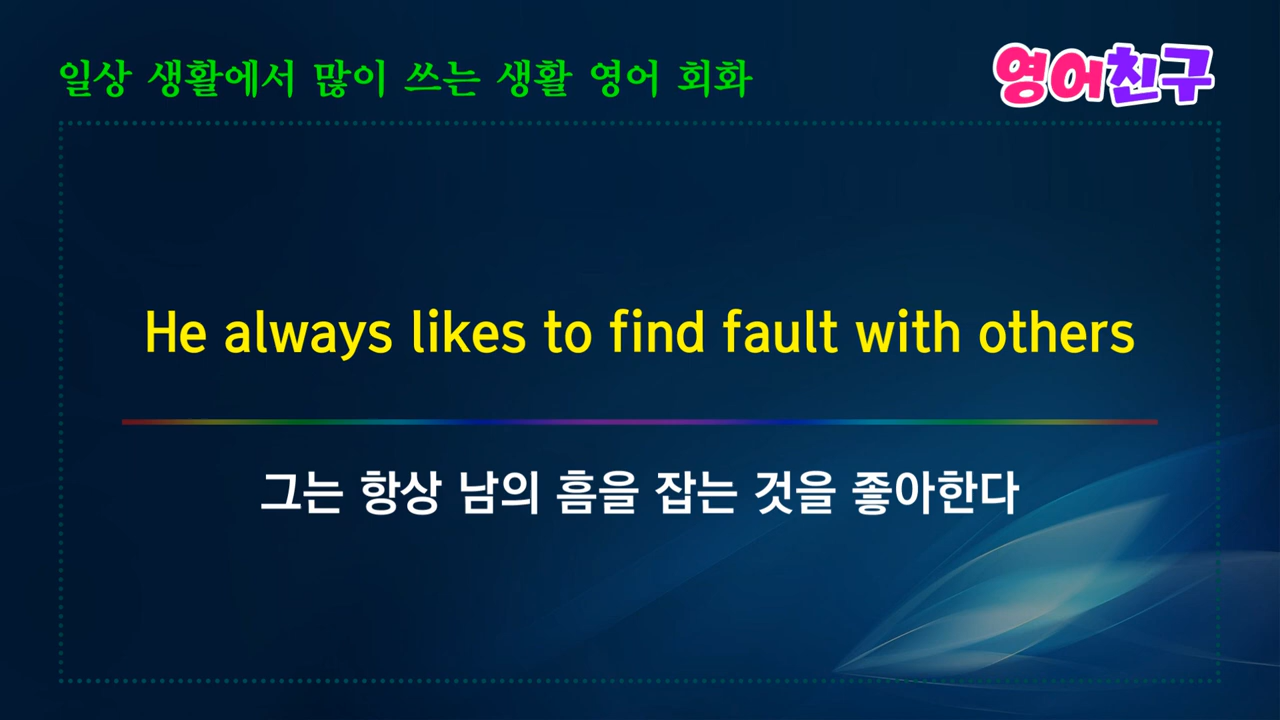 일상 생활에서 많이 쓰는 생활 영어 회화
영어친구
He always likes to find fault with others
그는 항상 남의 흠을 잡는 것을 좋아한다